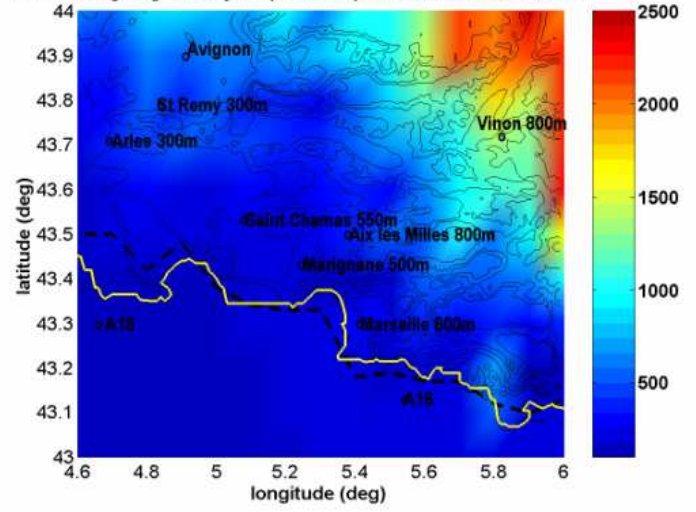 44
43.9
43.8
43.7
43.6
43.5
43.4
43.3
43.2
43.1
43
latitude (deg)
Avignon
St Remy 300m
Arles 300m
Vinon 800m
Saint Chamas 550m
Aix les Milles 800m
Marignane 500m
A18
Marseille 600m
A16
4.6 4.8 5 5.2 5.4 5.6 5.8 6
longitude (deg)
2500
2000
1500
1000
500